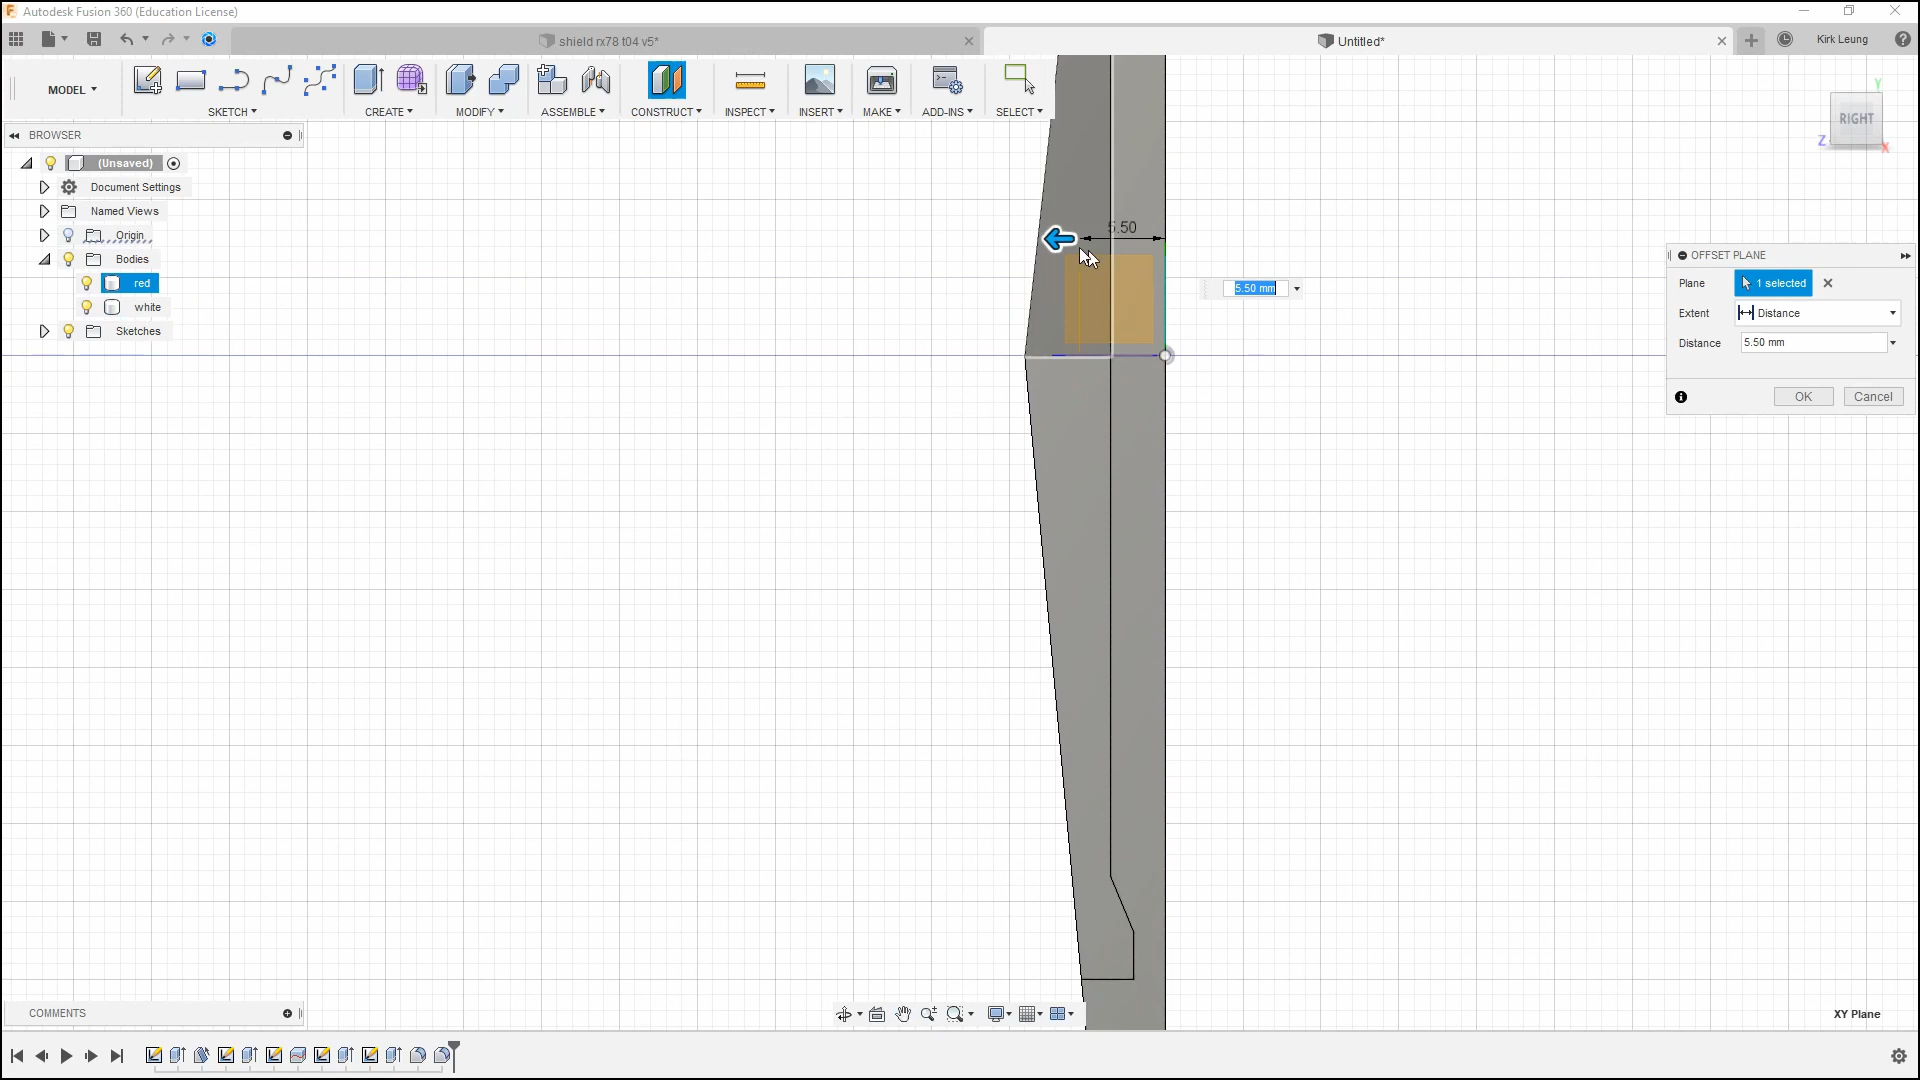 Autodesk Fusion 360 (Education License)
shield rx78 t04 v5*
Untitled*
Kirk Leung
MODEL
SKETCH
CREATE
MODIFY
ASSEMBLE
CONSTRUCT
INSPECT
INSERT
MAKE
ADD-INS
SELECT
BROWSER
(Unsaved)
Document Settings
Named Views
Origin
Bodies
red
white
Sketches
5.50
5.50 mm
Y
RIGHT
Z
X
OFFSET PLANE
Plane
1 selected
Extent
Distance
Distance
5.50 mm
OK
Cancel
COMMENTS
XY Plane